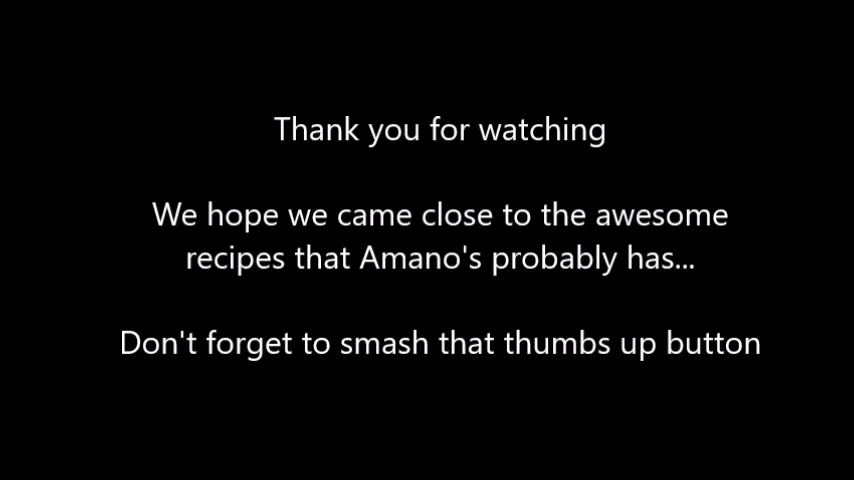 Thank you for watching
We hope we came close to the awesome
recipes that Amano's probably has...
Don't forget to smash that thumbs up button